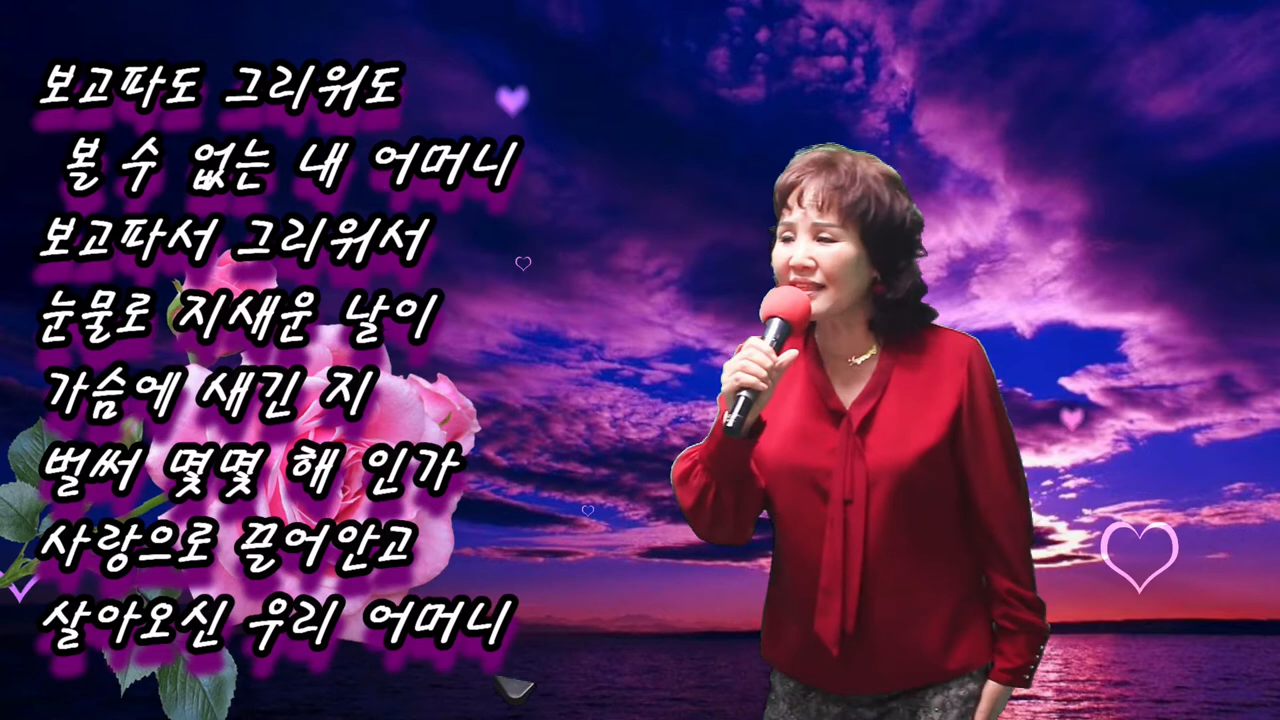 보고파도 그리워도
볼 수 없는 내 어머니
보고파서 그리워서
눈물로 지새운 날이
가슴에 새긴 지
벌써 몇몇 해 인가
사랑으로 끌어안고
살아오신 우리 어머니